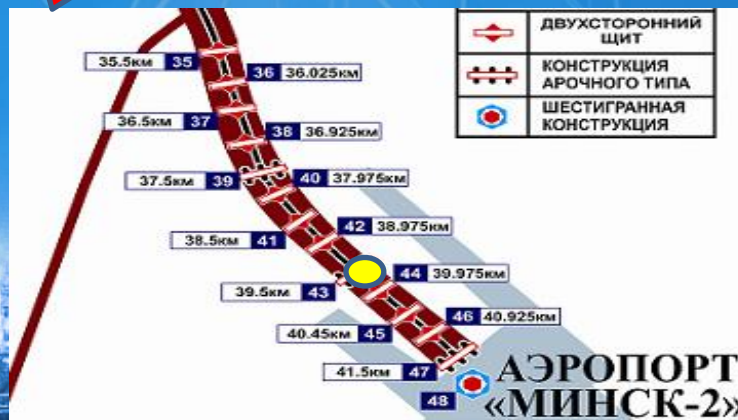 ДВУХСТОРОННИЙ
ЩИТ
КОНСТРУКЦИЯ
АРОЧНОГО ТИПА
ШЕСТИГРАННАЯ
КОНСТРУКЦИЯ
35.5км 35
36 36.025км
36.5км 37
38 36.925км
37.5км 39
40 37.975км
38.5км 41
42 38.975км
39.5км 43
44 39.975км
40.45км 45
46 40.925км
41.5км 47
48
АЭРОПОРТ
«МИНСК-2»